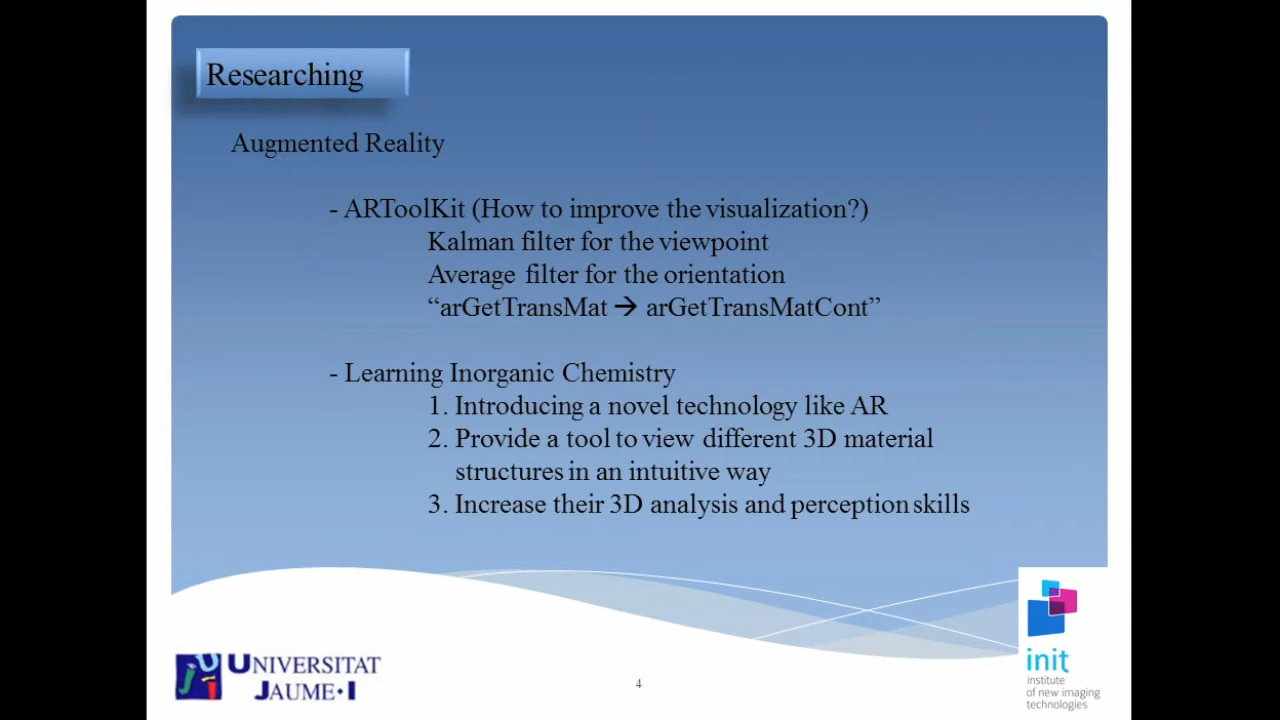 Researching
Augmented Reality
- ARToolKit (How to improve the visualization?)
Kalman filter for the viewpoint
Average filter for the orientation
“arGetTransMat → arGetTransMatCont”
- Learning Inorganic Chemistry
1. Introducing a novel technology like AR
2. Provide a tool to view different 3D material
structures in an intuitive way
3. Increase their 3D analysis and perception skills
UNIVERSITAT
JAUME·I
4
init
institute
of new imaging
technologies